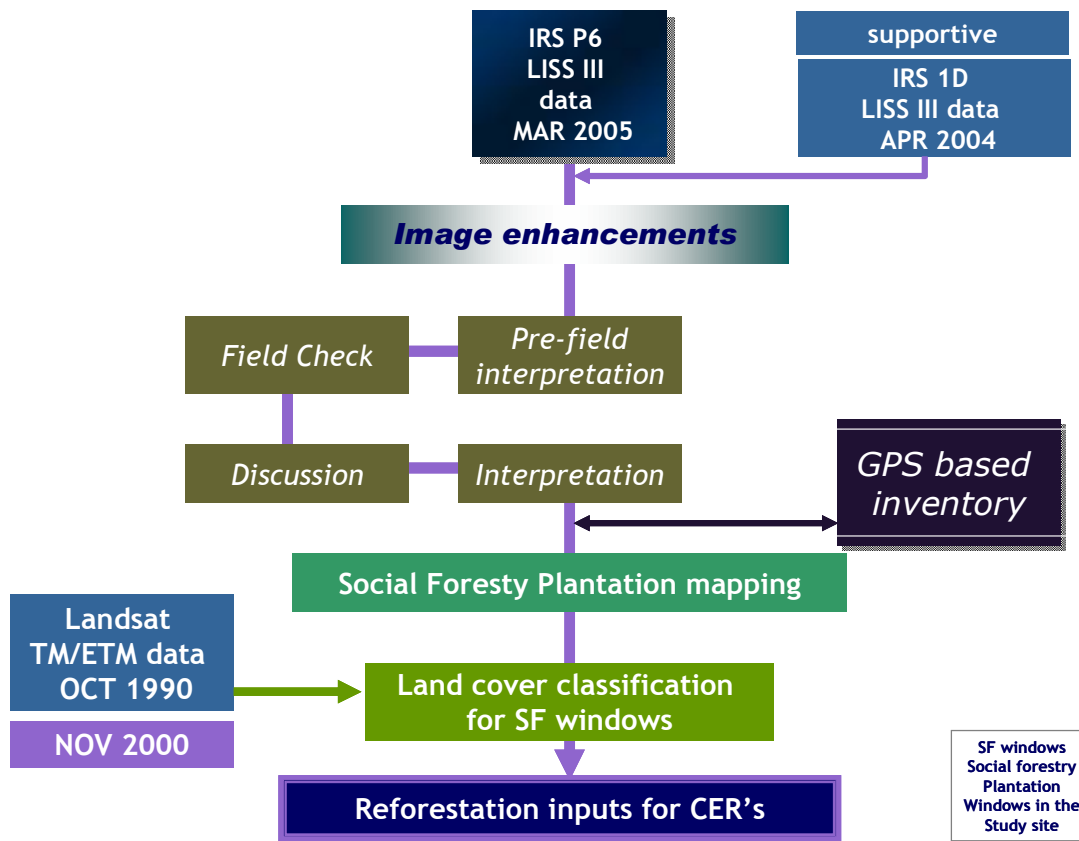 IRS P6
LISS III
data
MAR 2005
supportive
IRS 1D
LISS III data
APR 2004
Image enhancements
Field Check
Pre-field
interpretation
Discussion
Interpretation
GPS based
inventory
Social Foresty Plantation mapping
Landsat
TM/ETM data
OCT 1990
NOV 2000
Land cover classification
for SF windows
Reforestation inputs for CER’s
SF windows
Social forestry
Plantation
Windows in the
Study site